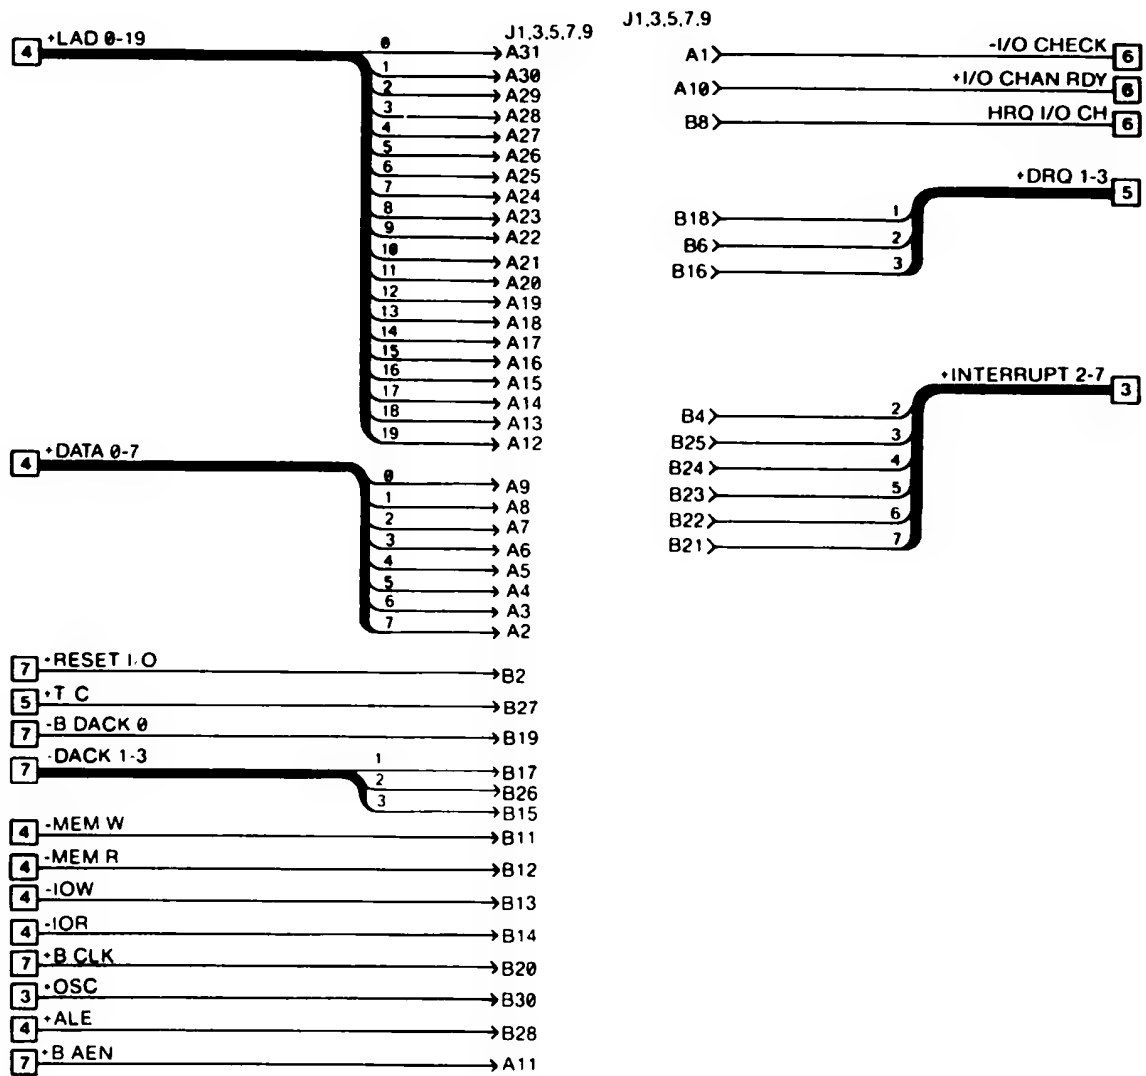 J1,3,5,7,9
4 +LAD 0-19
0 A31
1 A30
2 A29
3 A28
4 A27
5 A26
6 A25
7 A24
8 A23
9 A22
10 A21
11 A20
12 A19
13 A18
14 A17
15 A16
16 A15
17 A14
18 A13
19 A12
4 +DATA 0-7
0 A9
1 A8
2 A7
3 A6
4 A5
5 A4
6 A3
7 A2
7 +RESET I/O B2
5 +T C B27
7 -B DACK 0 B19
7 -DACK 1-3
1 B17
2 B26
3 B15
4 -MEM W B11
4 -MEM R B12
4 -IOW B13
4 -IOR B14
7 +B CLK B20
3 +OSC B30
4 +ALE B28
7 +B AEN A11
J1,3,5,7,9
A1 -I/O CHECK 6
A10 +I/O CHAN RDY 6
B8 HRQ I/O CH 6
+DRQ 1-3 5
B18 1
B6 2
B16 3
+INTERRUPT 2-7 3
B4 2
B25 3
B24 4
B23 5
B22 6
B21 7